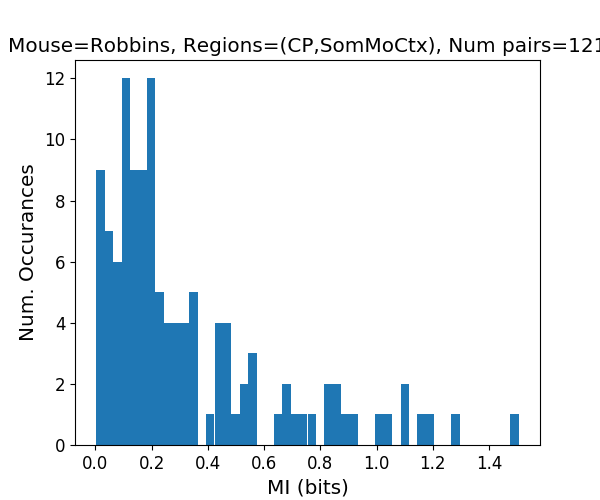 Mouse=Robbins, Regions=(CP,SomMoCtx), Num pairs=121
12
10
8
6
4
2
0
Num. Occurances
0.0 0.2 0.4 0.6 0.8 1.0 1.2 1.4
MI (bits)